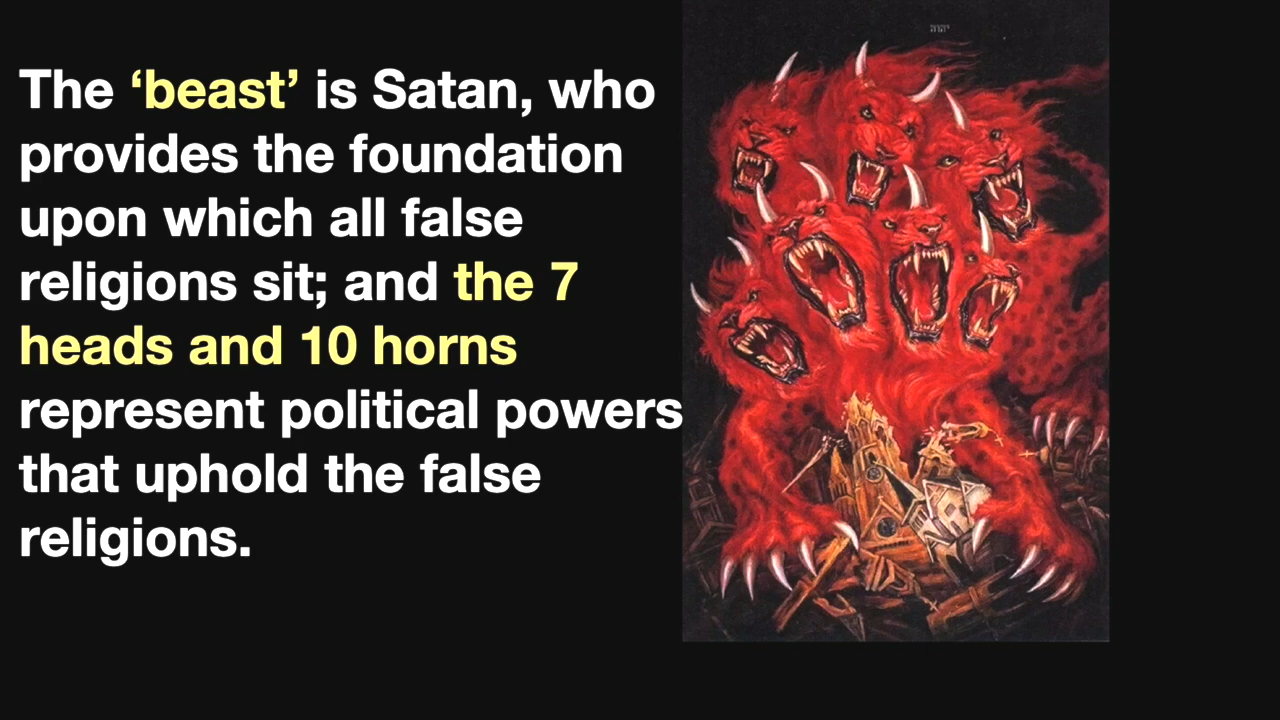 The ‘beast’ is Satan, who
provides the foundation
upon which all false
religions sit; and the 7
heads and 10 horns
represent political powers
that uphold the false
religions.
יהוה